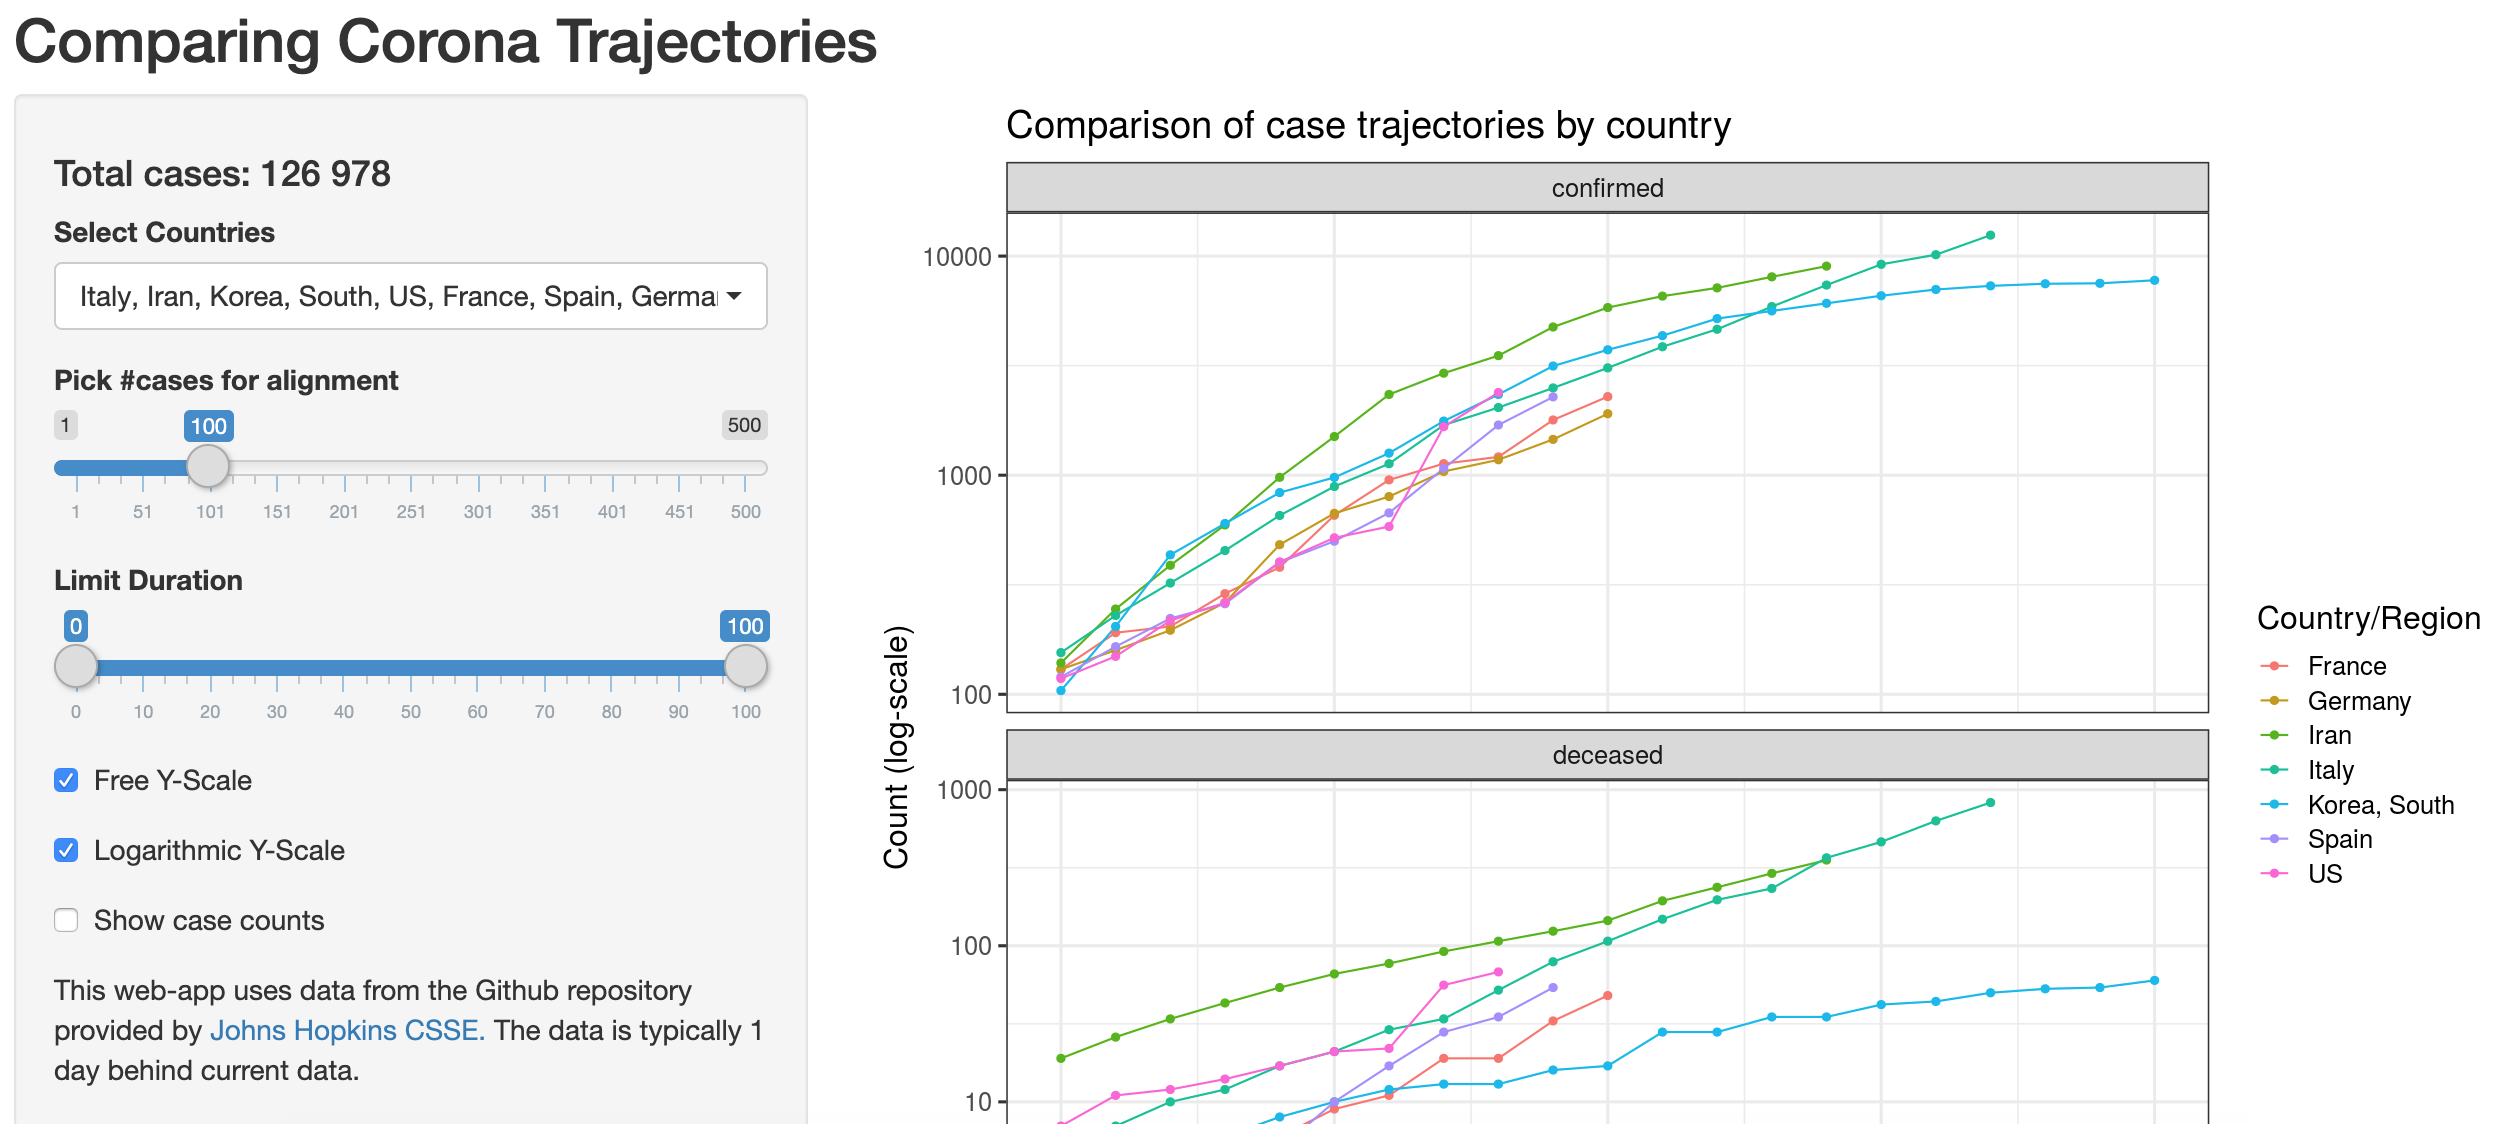 Comparing Corona Trajectories
Total cases: 126 978
Select Countries
Italy, Iran, Korea, South, US, France, Spain, Germa
Pick #cases for alignment
1 100 500
1 51 101 151 201 251 301 351 401 451 500
Limit Duration
0 100
0 10 20 30 40 50 60 70 80 90 100
Free Y-Scale
Logarithmic Y-Scale
Show case counts
This web-app uses data from the Github repository
provided by Johns Hopkins CSSE. The data is typically 1
day behind current data.
Comparison of case trajectories by country
confirmed
10000
1000
100
Count (log-scale)
deceased
1000
100
10
Country/Region
France
Germany
Iran
Italy
Korea, South
Spain
US